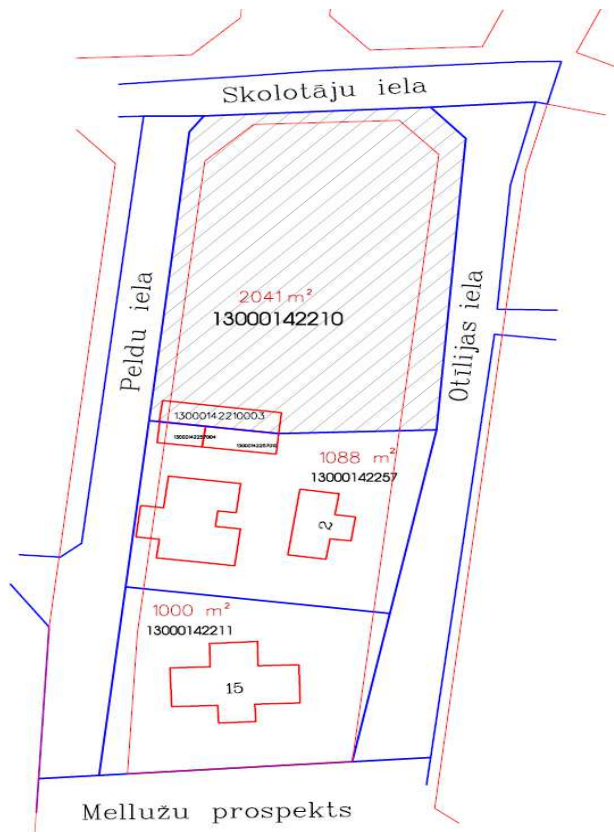 Skolotāju iela
Peldu iela
Otīlijas iela
2041 m²
13000142210
13000142210003
1088 m²
13000142257
2
1000 m²
13000142211
15
Mellužu prospekts